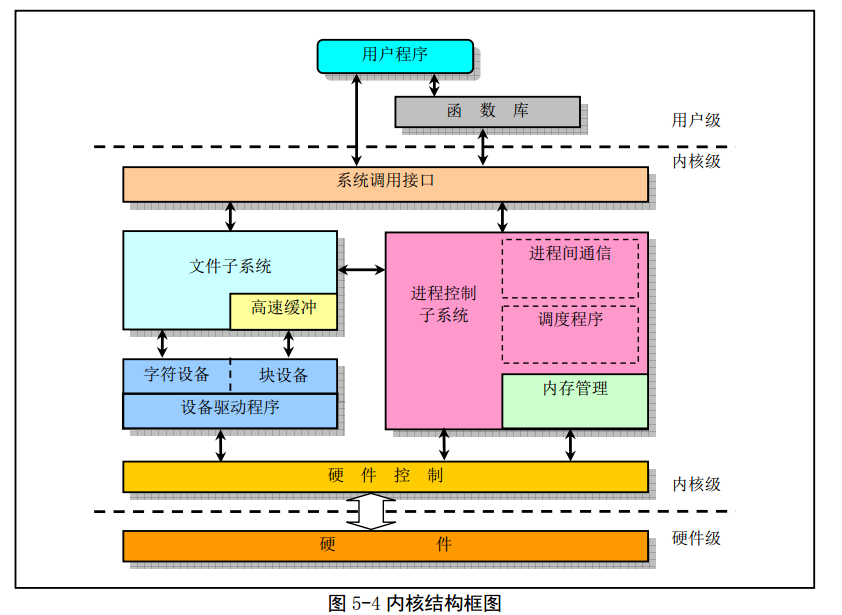 用户程序
函 数 库
用户级
内核级
系统调用接口
文件子系统
高速缓冲
进程控制
子系统
进程间通信
调度程序
内存管理
字符设备
块设备
设备驱动程序
硬 件 控 制
内核级
硬件级
硬 件
图 5-4 内核结构框图